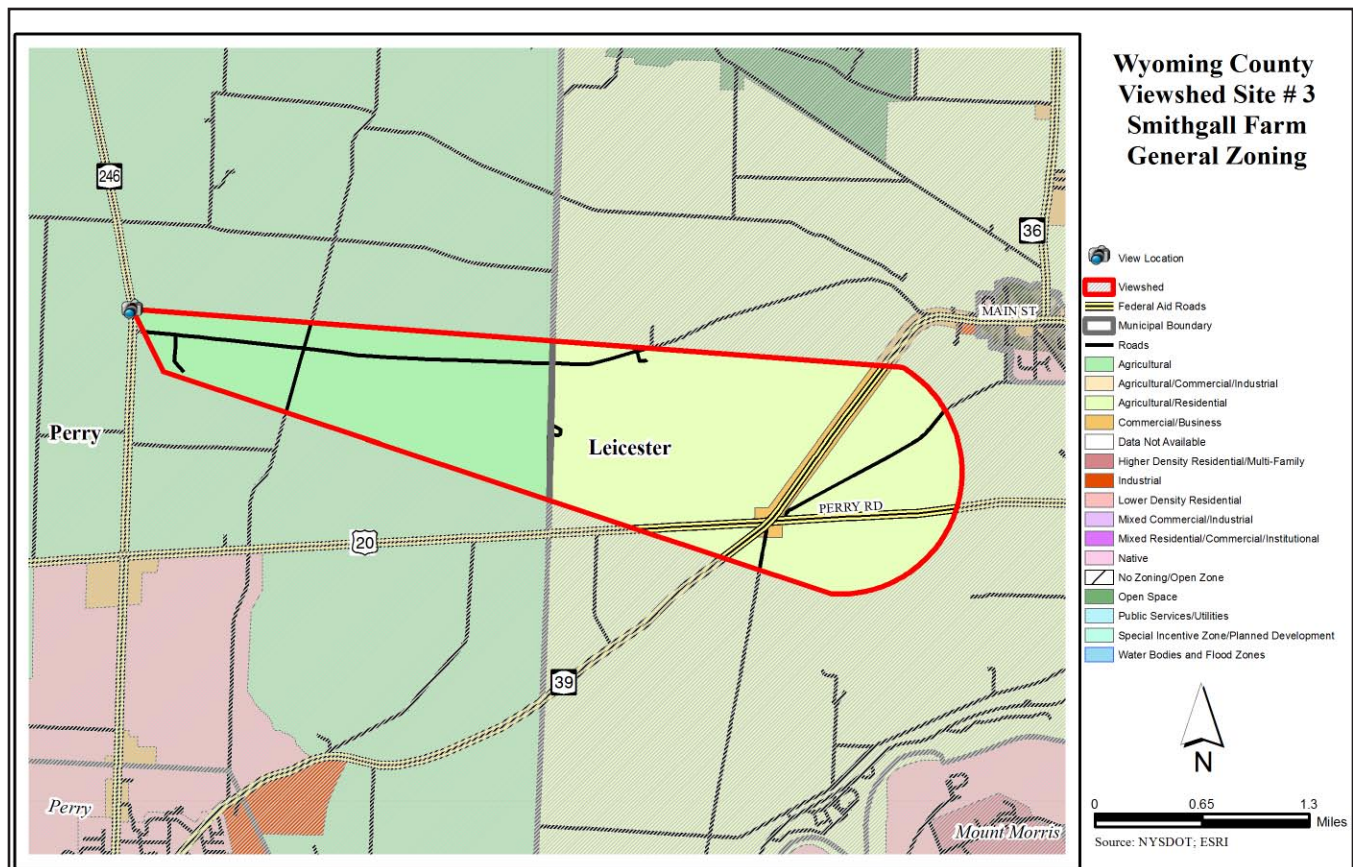 Wyoming County
Viewshed Site # 3
Smithgall Farm
General Zoning
246
36
MAIN ST
Perry
Leicester
PERRY RD
20
39
Perry
Mount Morris
View Location
Viewshed
Federal Aid Roads
Municipal Boundary
Roads
Agricultural
Agricultural/Commercial/Industrial
Agricultural/Residential
Commercial/Business
Data Not Available
Higher Density Residential/Multi-Family
Industrial
Lower Density Residential
Mixed Commercial/Industrial
Mixed Residential/Commercial/Institutional
Native
No Zoning/Open Zone
Open Space
Public Services/Utilities
Special Incentive Zone/Planned Development
Water Bodies and Flood Zones
N
0 0.65 1.3
Miles
Source: NYSDOT; ESRI